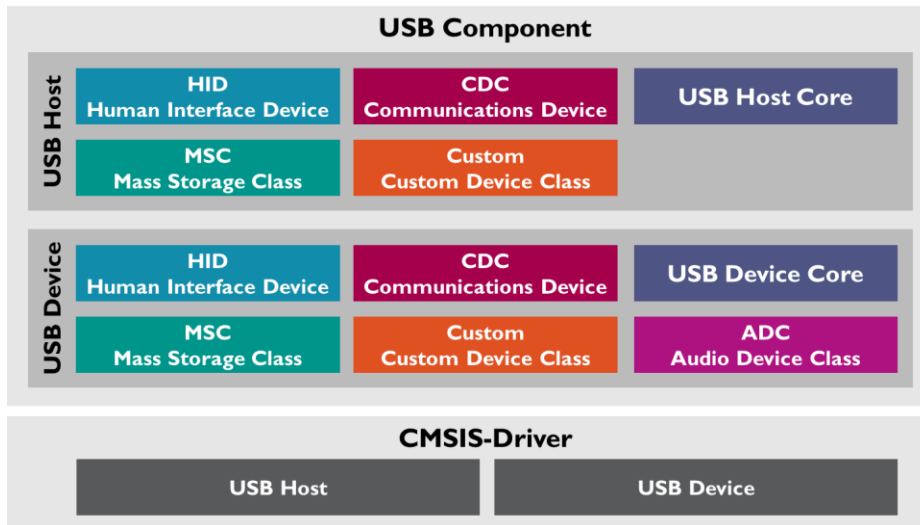 USB Component
USB Host
HID
Human Interface Device
CDC
Communications Device
USB Host Core
MSC
Mass Storage Class
Custom
Custom Device Class
USB Device
HID
Human Interface Device
CDC
Communications Device
USB Device Core
MSC
Mass Storage Class
Custom
Custom Device Class
ADC
Audio Device Class
CMSIS-Driver
USB Host
USB Device